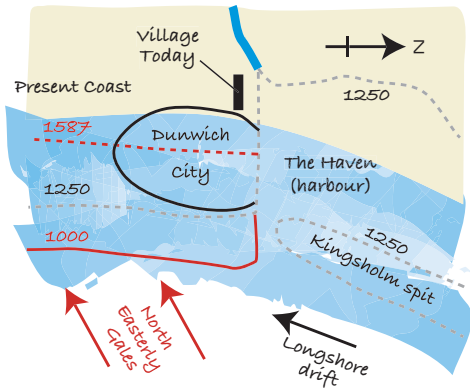 Village
Today
Z
Present Coast
1250
1587
Dunwich
City
The Haven
(harbour)
1250
1250
1000
Kingsholm spit
North
Easterly
Gales
Longshore
drift